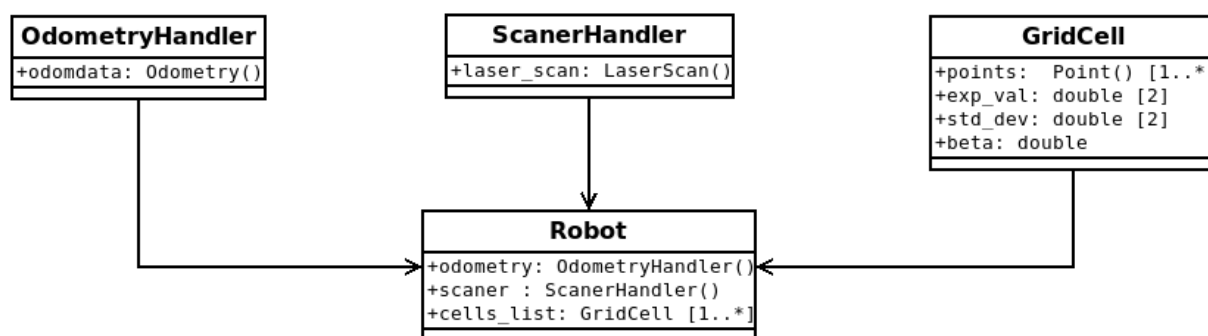 OdometryHandler
+odomdata: Odometry()
ScanerHandler
+laser_scan: LaserScan()
GridCell
+points:  Point() [1..*
+exp_val: double [2]
+std_dev: double [2]
+beta: double
Robot
+odometry: OdometryHandler()
+scaner : ScanerHandler()
+cells_list: GridCell [1..*]